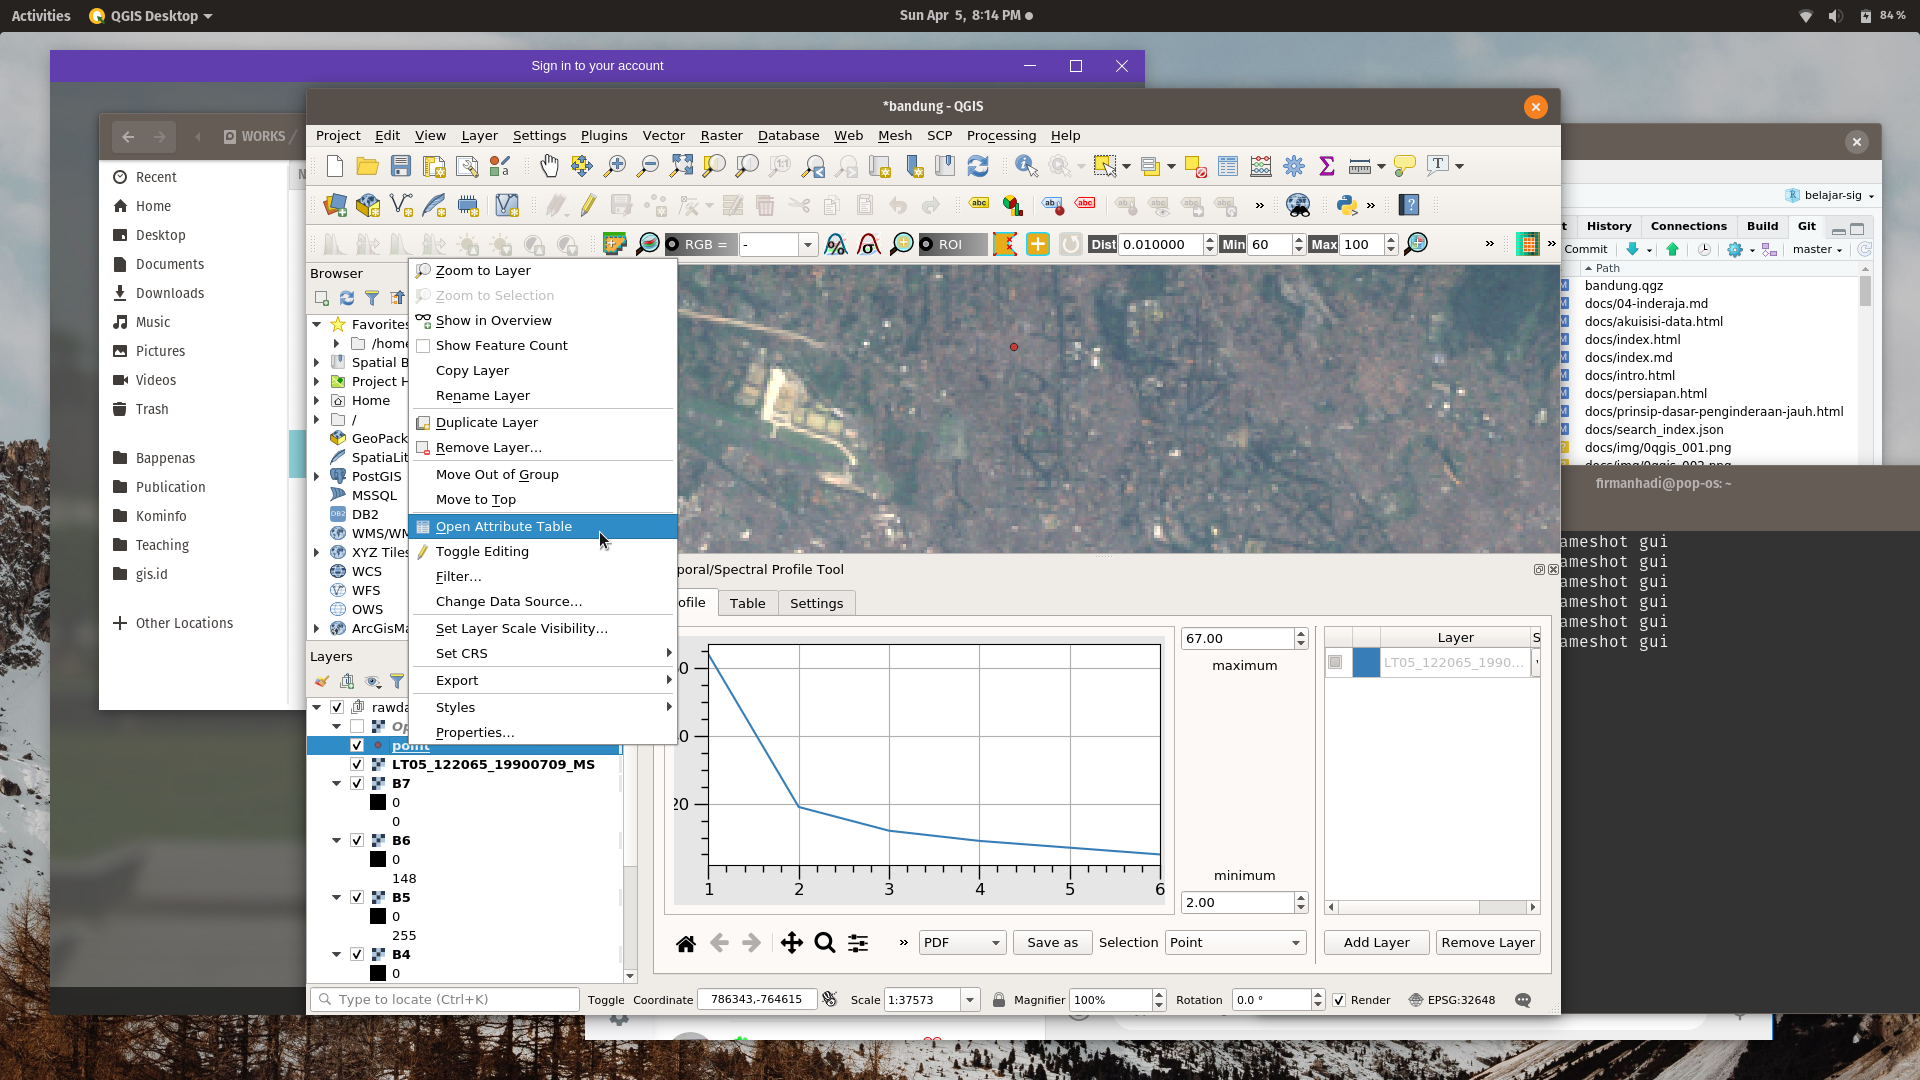 Activities
QGIS Desktop
Sun Apr 5, 8:14 PM
84 %
Sign in to your account
WORKS /
Recent
Home
Desktop
Documents
Downloads
Music
Pictures
Videos
Trash
Bappenas
Publication
Kominfo
Teaching
gis.id
Other Locations
*bandung - QGIS
Project Edit View Layer Settings Plugins Vector Raster Database Web Mesh SCP Processing Help
RGB = - ROI Dist 0.010000 Min 60 Max 100
Browser
Favorites
/home
Spatial B
Project H
Home
/
GeoPack
SpatiaLit
PostGIS
MSSQL
DB2
WMS/WM
XYZ Tiles
WCS
WFS
OWS
ArcGisMa
Layers
rawda
Op
point
LT05_122065_19900709_MS
B7
0
0
B6
0
148
B5
0
255
B4
0
Zoom to Layer
Zoom to Selection
Show in Overview
Show Feature Count
Copy Layer
Rename Layer
Duplicate Layer
Remove Layer...
Move Out of Group
Move to Top
Open Attribute Table
Toggle Editing
Filter...
Change Data Source...
Set Layer Scale Visibility...
Set CRS
Export
Styles
Properties...
poral/Spectral Profile Tool
ofile Table Settings
20
1 2 3 4 5 6
67.00
maximum
minimum
2.00
Layer S
LT05_122065_1990...
PDF Save as Selection Point Add Layer Remove Layer
Type to locate (Ctrl+K) Toggle Coordinate 786343,-764615 Scale 1:37573 Magnifier 100% Rotation 0.0 ° Render EPSG:32648
belajar-sig
t History Connections Build Git
Commit master
Path
bandung.qgz
docs/04-inderaja.md
docs/akuisisi-data.html
docs/index.html
docs/index.md
docs/intro.html
docs/persiapan.html
docs/prinsip-dasar-penginderaan-jauh.html
docs/search_index.json
docs/img/0qgis_001.png
docs/img/0qgis_002.png
firmanhadi@pop-os: ~
ameshot gui
ameshot gui
ameshot gui
ameshot gui
ameshot gui
ameshot gui